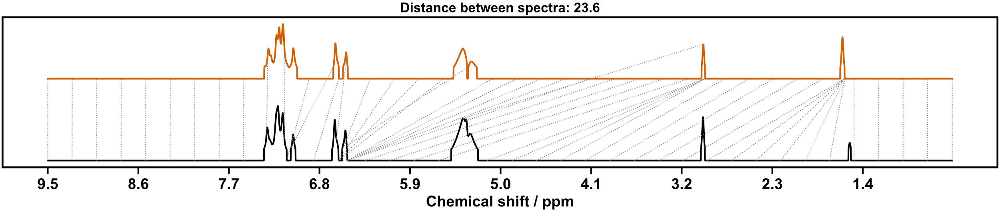 Distance between spectra: 23.6
9.5 8.6 7.7 6.8 5.9 5.0 4.1 3.2 2.3 1.4
Chemical shift / ppm